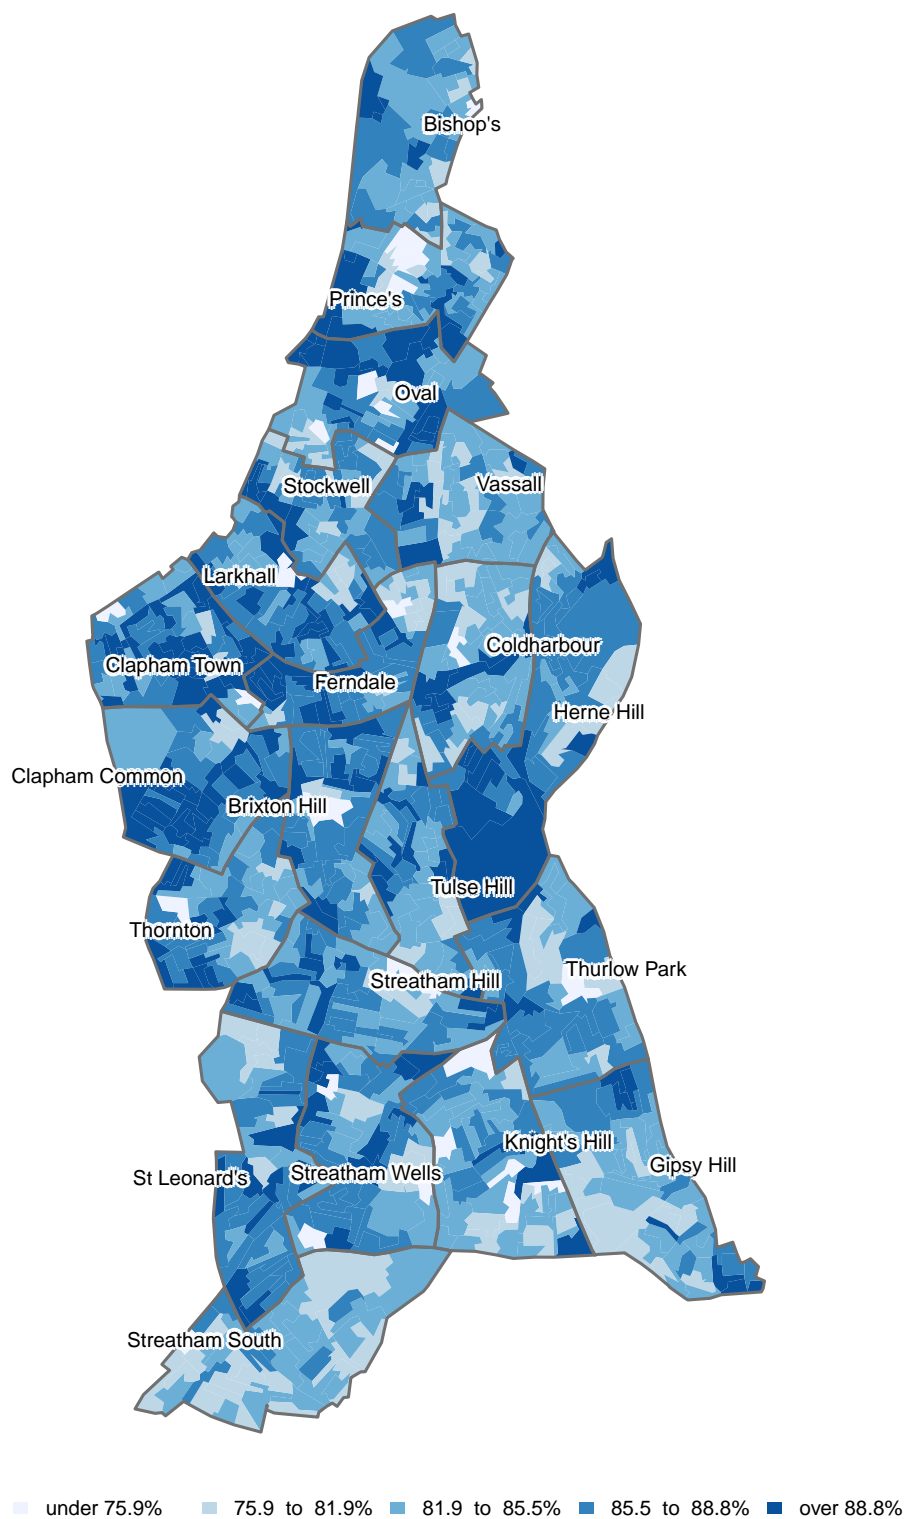 Bishop's
Prince's
Oval
Vassall
Stockwell
Larkhall
Coldharbour
Clapham Town
Ferndale
Herne Hill
Clapham Common
Brixton Hill
Tulse Hill
Thornton
Thurlow Park
Streatham Hill
Knight's Hill
Gipsy Hill
St Leonard's
Streatham Wells
Streatham South
under 75.9% 75.9 to 81.9% 81.9 to 85.5% 85.5 to 88.8% over 88.8%